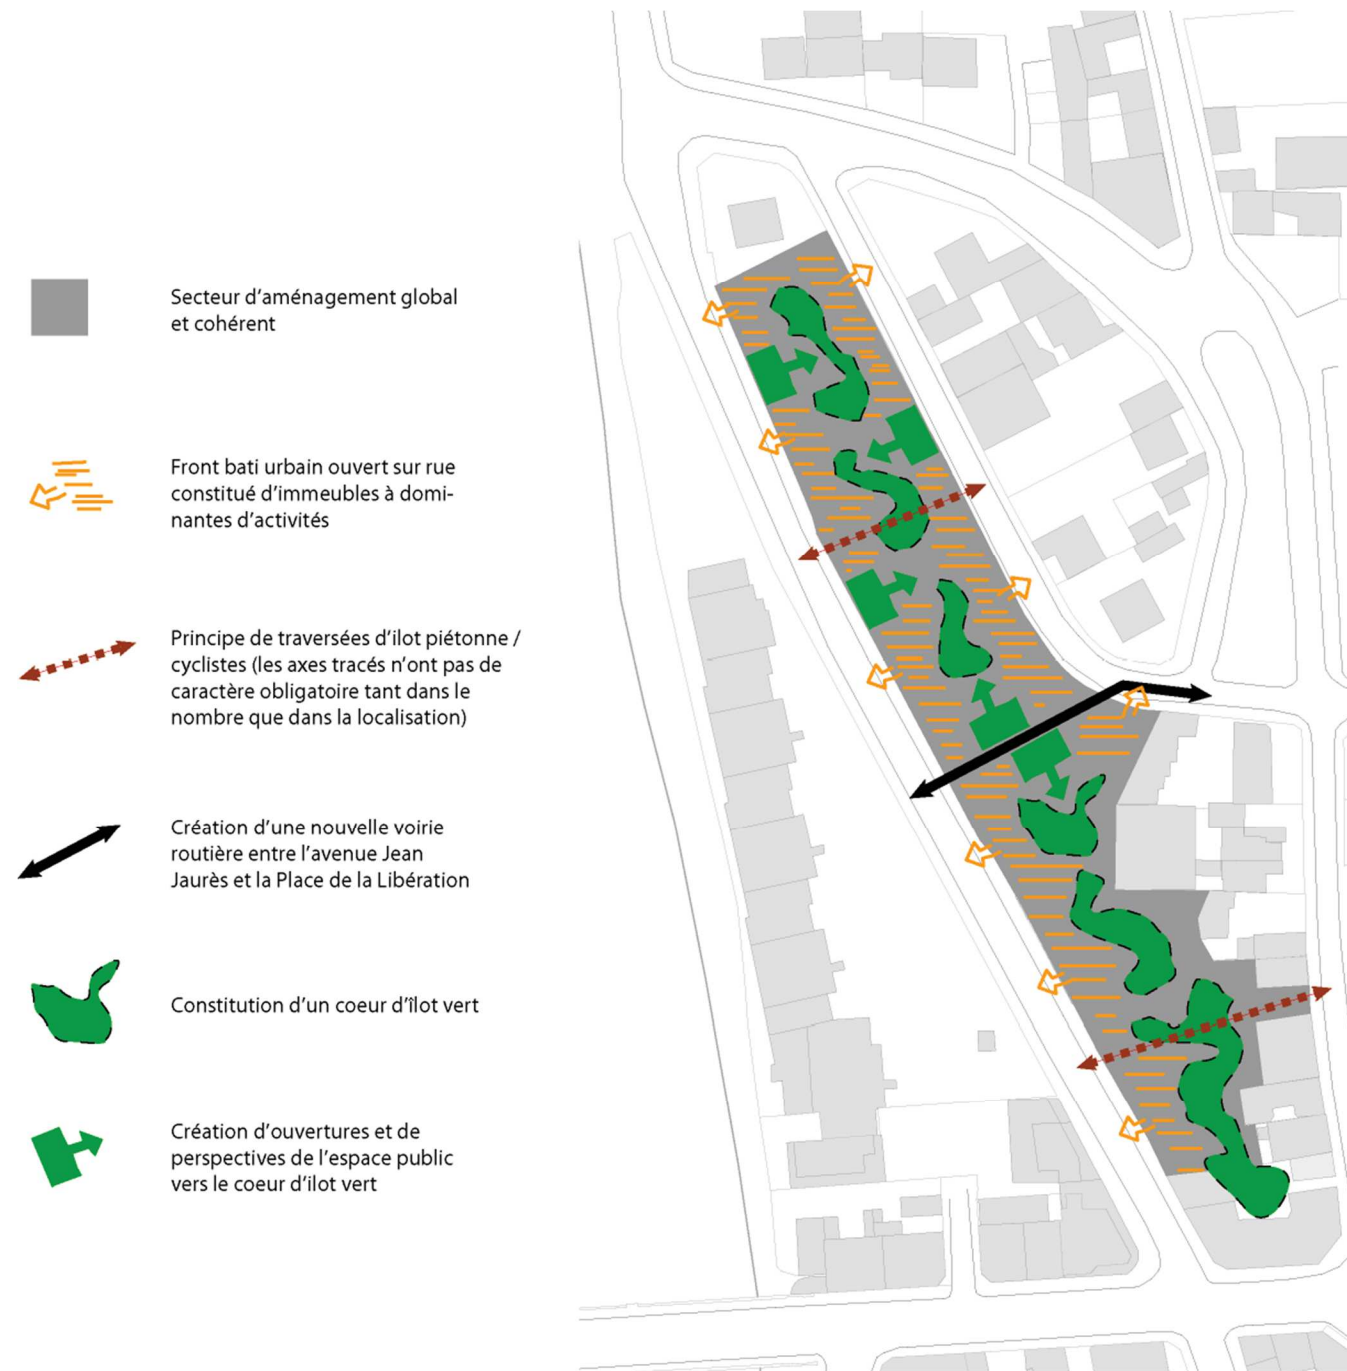 Secteur d'aménagement global
et cohérent
Front bati urbain ouvert sur rue
constitué d'immeubles à domi-
nantes d'activités
Principe de traversées d'ilot piétonne /
cyclistes (les axes tracés n'ont pas de
caractère obligatoire tant dans le
nombre que dans la localisation)
Création d'une nouvelle voirie
routière entre l'avenue Jean
Jaurès et la Place de la Libération
Constitution d'un coeur d'îlot vert
Création d'ouvertures et de
perspectives de l'espace public
vers le coeur d'ilot vert